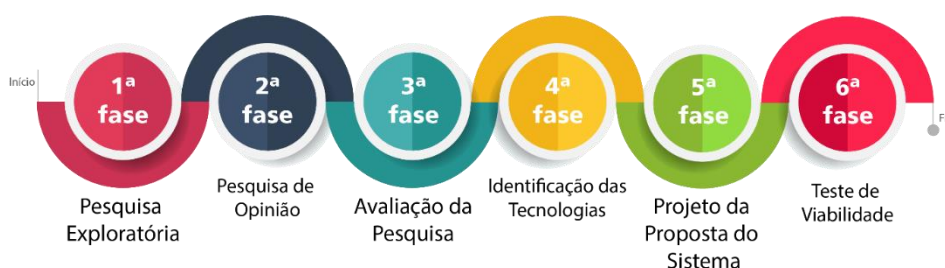 Início
1ª
fase
2ª
fase
3ª
fase
4ª
fase
5ª
fase
6ª
fase
Pesquisa
Exploratória
Pesquisa de
Opinião
Avaliação da
Pesquisa
Identificação das
Tecnologias
Projeto da
Proposta do
Sistema
Teste de
Viabilidade